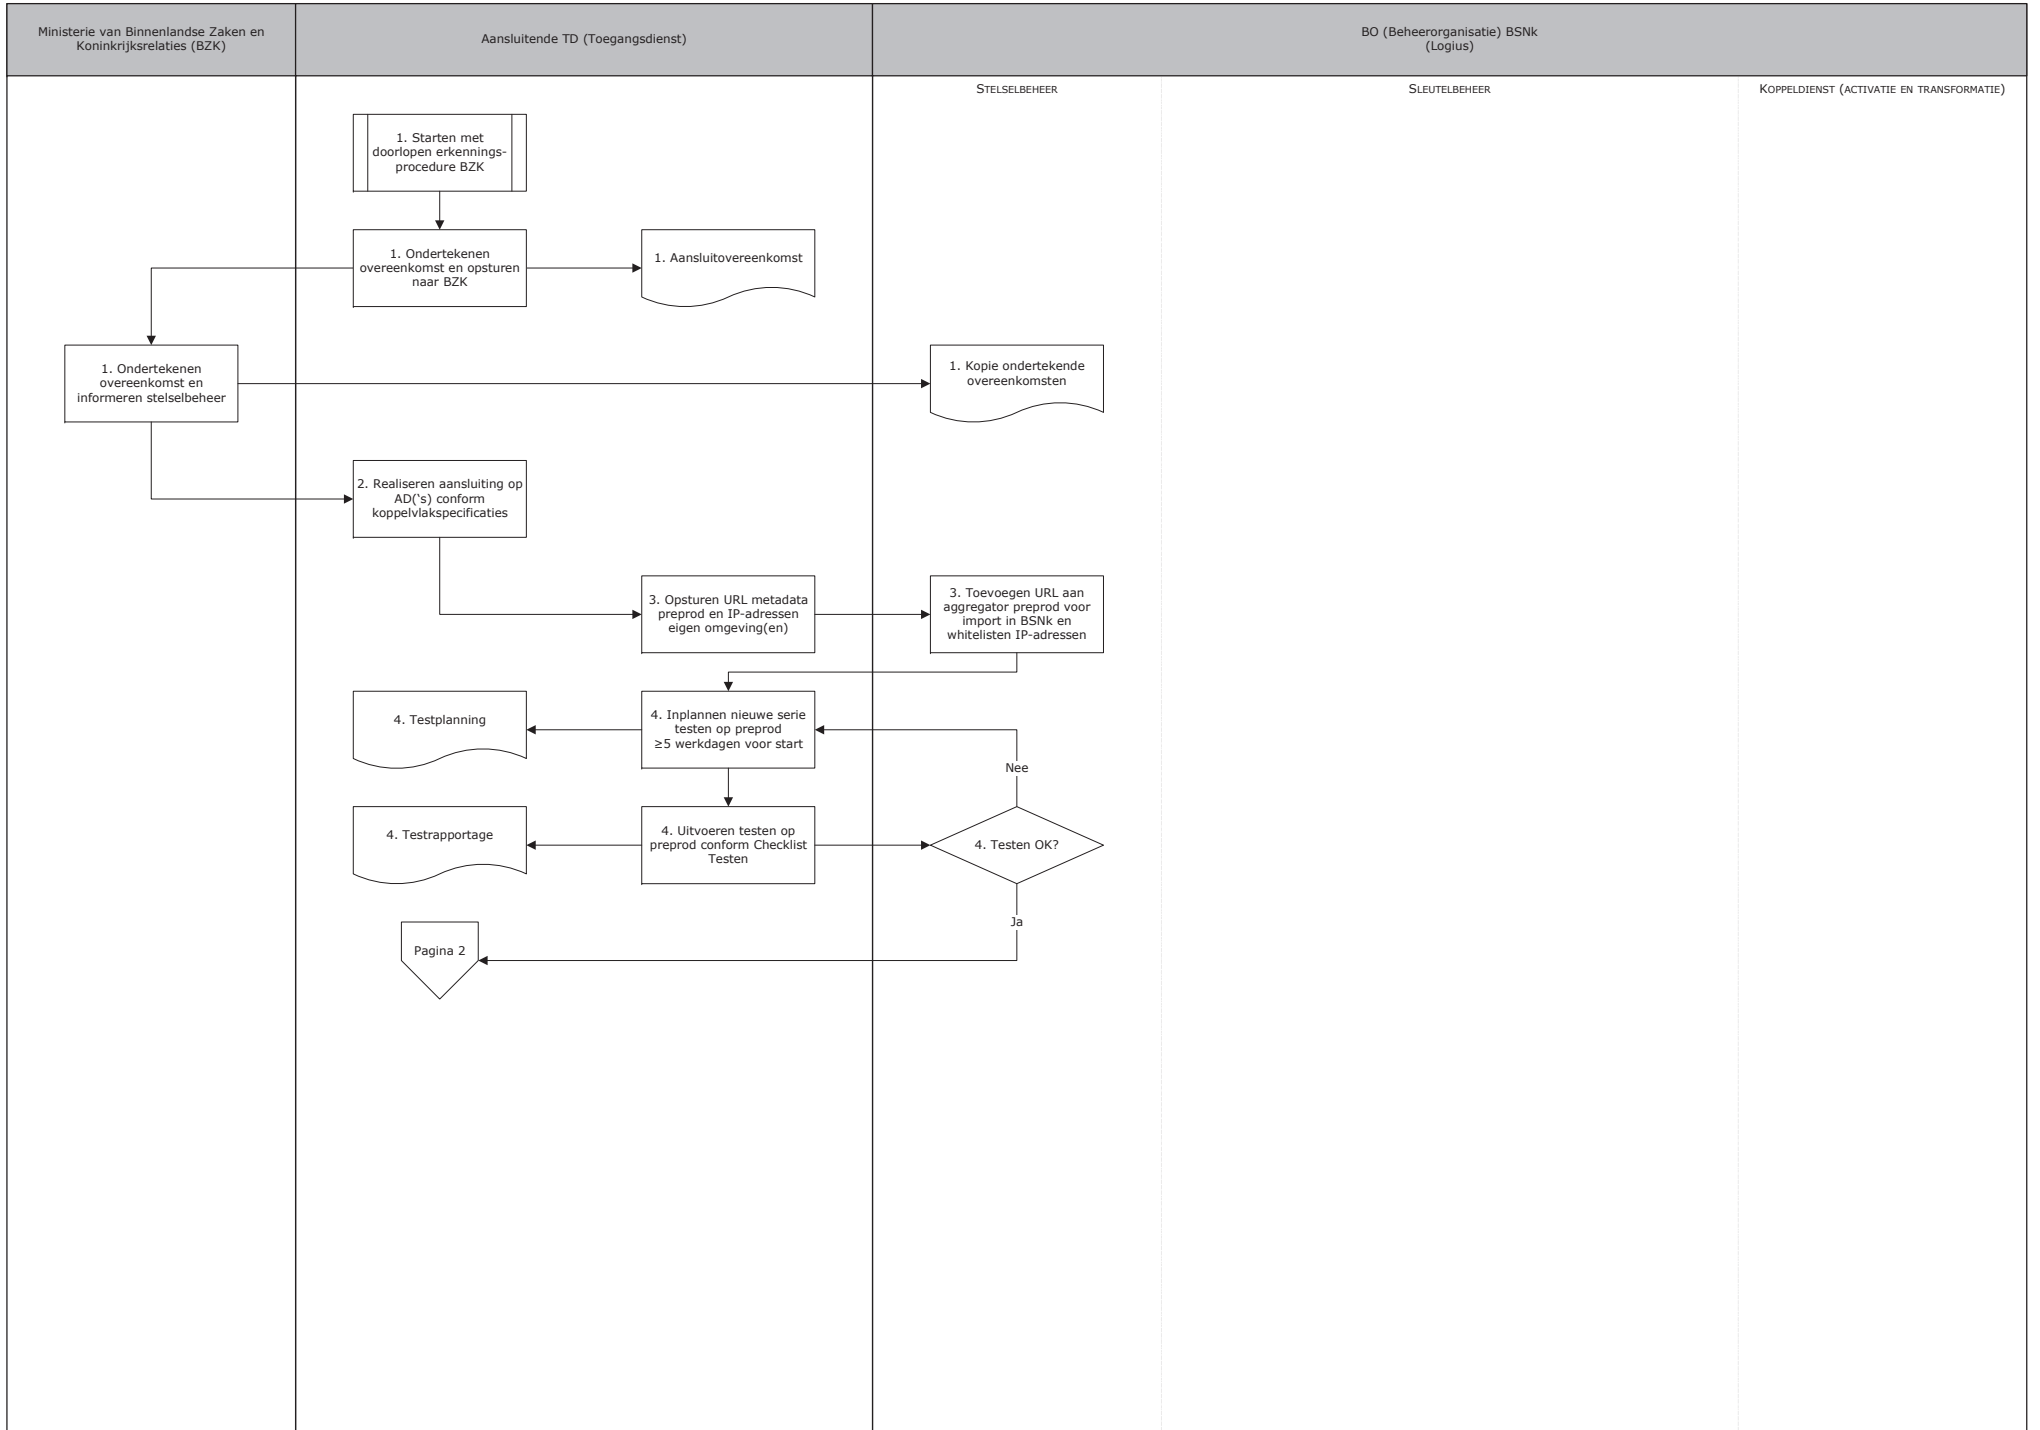 Ministerie van Binnenlandse Zaken en
Koninkrijksrelaties (BZK)
Aansluitende TD (Toegangsdienst)
BO (Beheerorganisatie) BSNk
(Logius)
STELSELBEHEER
SLEUTELBEHEER
KOPPELDIENST (ACTIVATIE EN TRANSFORMATIE)
1. Starten met
doorlopen erkennings-
procedure BZK
1. Ondertekenen
overeenkomst en opsturen
naar BZK
1. Aansluitovereenkomst
1. Ondertekenen
overeenkomst en
informeren stelselbeheer
1. Kopie ondertekende
overeenkomsten
2. Realiseren aansluiting op
AD(‘s) conform
koppelvlakspecificaties
3. Opsturen URL metadata
preprod en IP-adressen
eigen omgeving(en)
3. Toevoegen URL aan
aggregator preprod voor
import in BSNk en
whitelisten IP-adressen
4. Testplanning
4. Inplannen nieuwe serie
testen op preprod
≥5 werkdagen voor start
Nee
4. Testrapportage
4. Uitvoeren testen op
preprod conform Checklist
Testen
4. Testen OK?
Ja
Pagina 2